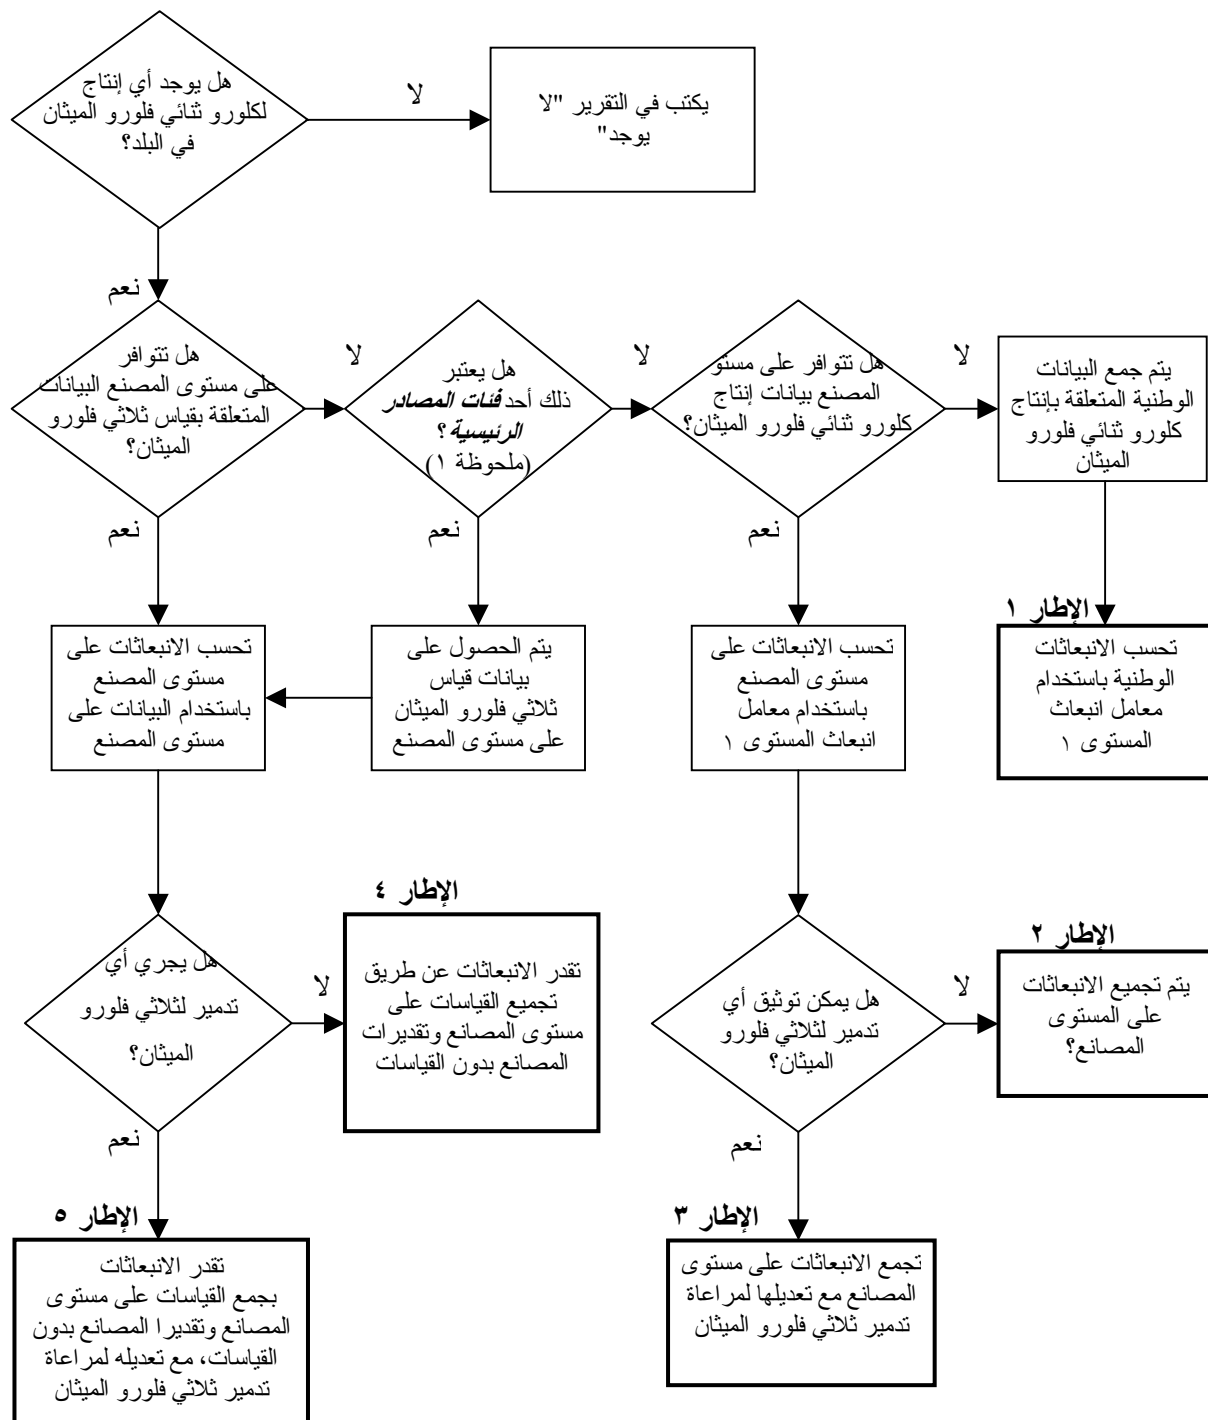 هل يوجد أي إنتاج
لكلورو ثنائي فلورو الميثان
في البلد؟
لا
يكتب في التقرير "لا
يوجد"
نعم
هل تتوافر
على مستوى المصنع البيانات
المتعلقة بقياس ثلاثي فلورو
الميثان؟
لا
هل يعتبر
ذلك أحد فئات المصادر
الرئيسية؟
(ملحوظة ١)
لا
هل تتوافر على مستو
المصنع بيانات إنتاج
كلورو ثنائي فلورو الميثان؟
لا
يتم جمع البيانات
الوطنية المتعلقة بإنتاج
كلورو ثنائي فلورو
الميثان
نعم
نعم
نعم
تحسب الانبعاثات على
مستوى المصنع
باستخدام البيانات على
مستوى المصنع
يتم الحصول على
بيانات قياس
ثلاثي فلورو الميثان
على مستوى المصنع
تحسب الانبعاثات على
مستوى المصنع
باستخدام معامل
انبعاث المستوى ١
الإطار ١
تحسب الانبعاثات
الوطنية باستخدام
معامل انبعاث
المستوى ١
هل يجري أي
تدمير لثلاثي فلورو
الميثان؟
لا
الإطار ٤
تقدر الانبعاثات عن طريق
تجميع القياسات على
مستوى المصانع وتقديرات
المصانع بدون القياسات
هل يمكن توثيق أي
تدمير لثلاثي فلورو
الميثان؟
لا
الإطار ٢
يتم تجميع الانبعاثات
على المستوى
المصانع؟
نعم
نعم
الإطار ٥
تقدر الانبعاثات
بجمع القياسات على مستوى
المصانع وتقديرا المصانع بدون
القياسات، مع تعديله لمراعاة
تدمير ثلاثي فلورو الميثان
الإطار ٣
تجمع الانبعاثات على مستوى
المصانع مع تعديلها لمراعاة
تدمير ثلاثي فلورو الميثان